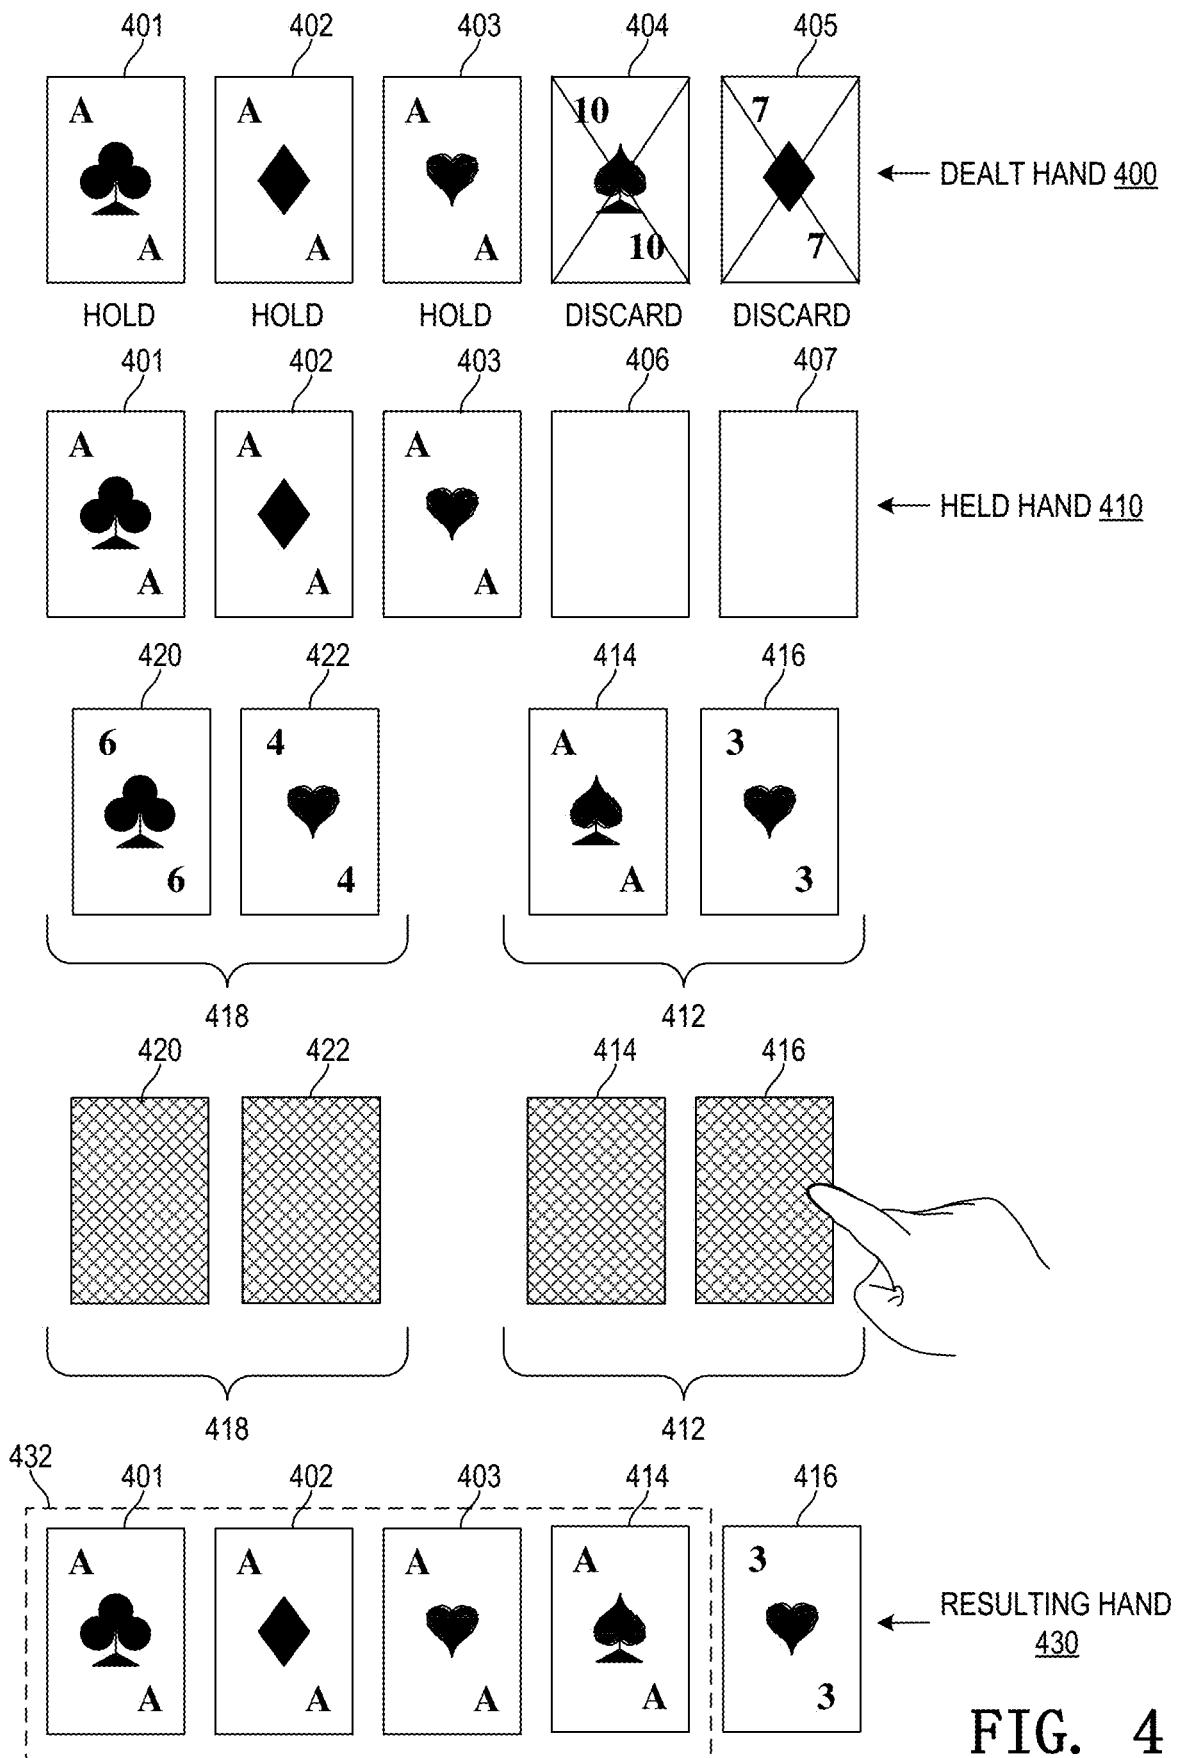 401 402 403 404 405
A A A 10 7
DEALT HAND 400
A A A 10 7
HOLD HOLD HOLD DISCARD DISCARD
401 402 403 406 407
A A A
HELD HAND 410
A A A
420 422 414 416
6 4 A 3
6 4 A 3
418 412
420 422 414 416
418 412
432
401 402 403 414 416
A A A A 3
RESULTING HAND
430
A A A A 3
FIG. 4